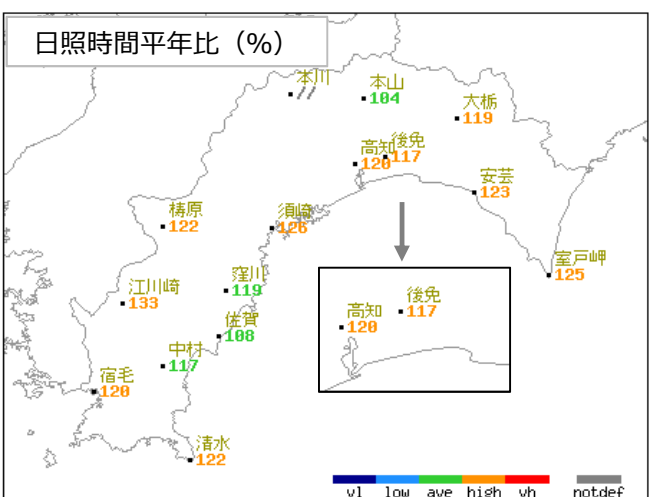 日照時間平年比（%）
本川
//
本山
104
大栃
119
高知
120
後免
117
安芸
123
梼原
122
須崎
126
室戸岬
125
窪川
119
江川崎
133
佐賀
108
中村
117
宿毛
120
清水
122
高知
120
後免
117
vl low ave high vh notdef